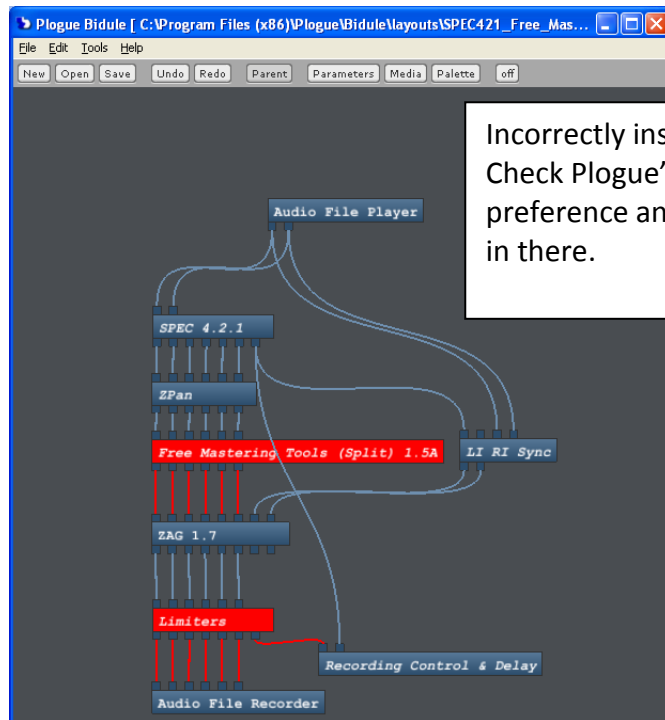 Plogue Bidule [ C:\Program Files (x86)\Plogue\Bidule\layouts\SPEC421_Free_Mas...
File Edit Tools Help
New Open Save Undo Redo Parent Parameters Media Palette off
Incorrectly ins
Check Plogue'
preference an
in there.
Audio File Player
SPEC 4.2.1
ZPan
Free Mastering Tools (Split) 1.5A
LI RI Sync
ZAG 1.7
Limiters
Recording Control & Delay
Audio File Recorder